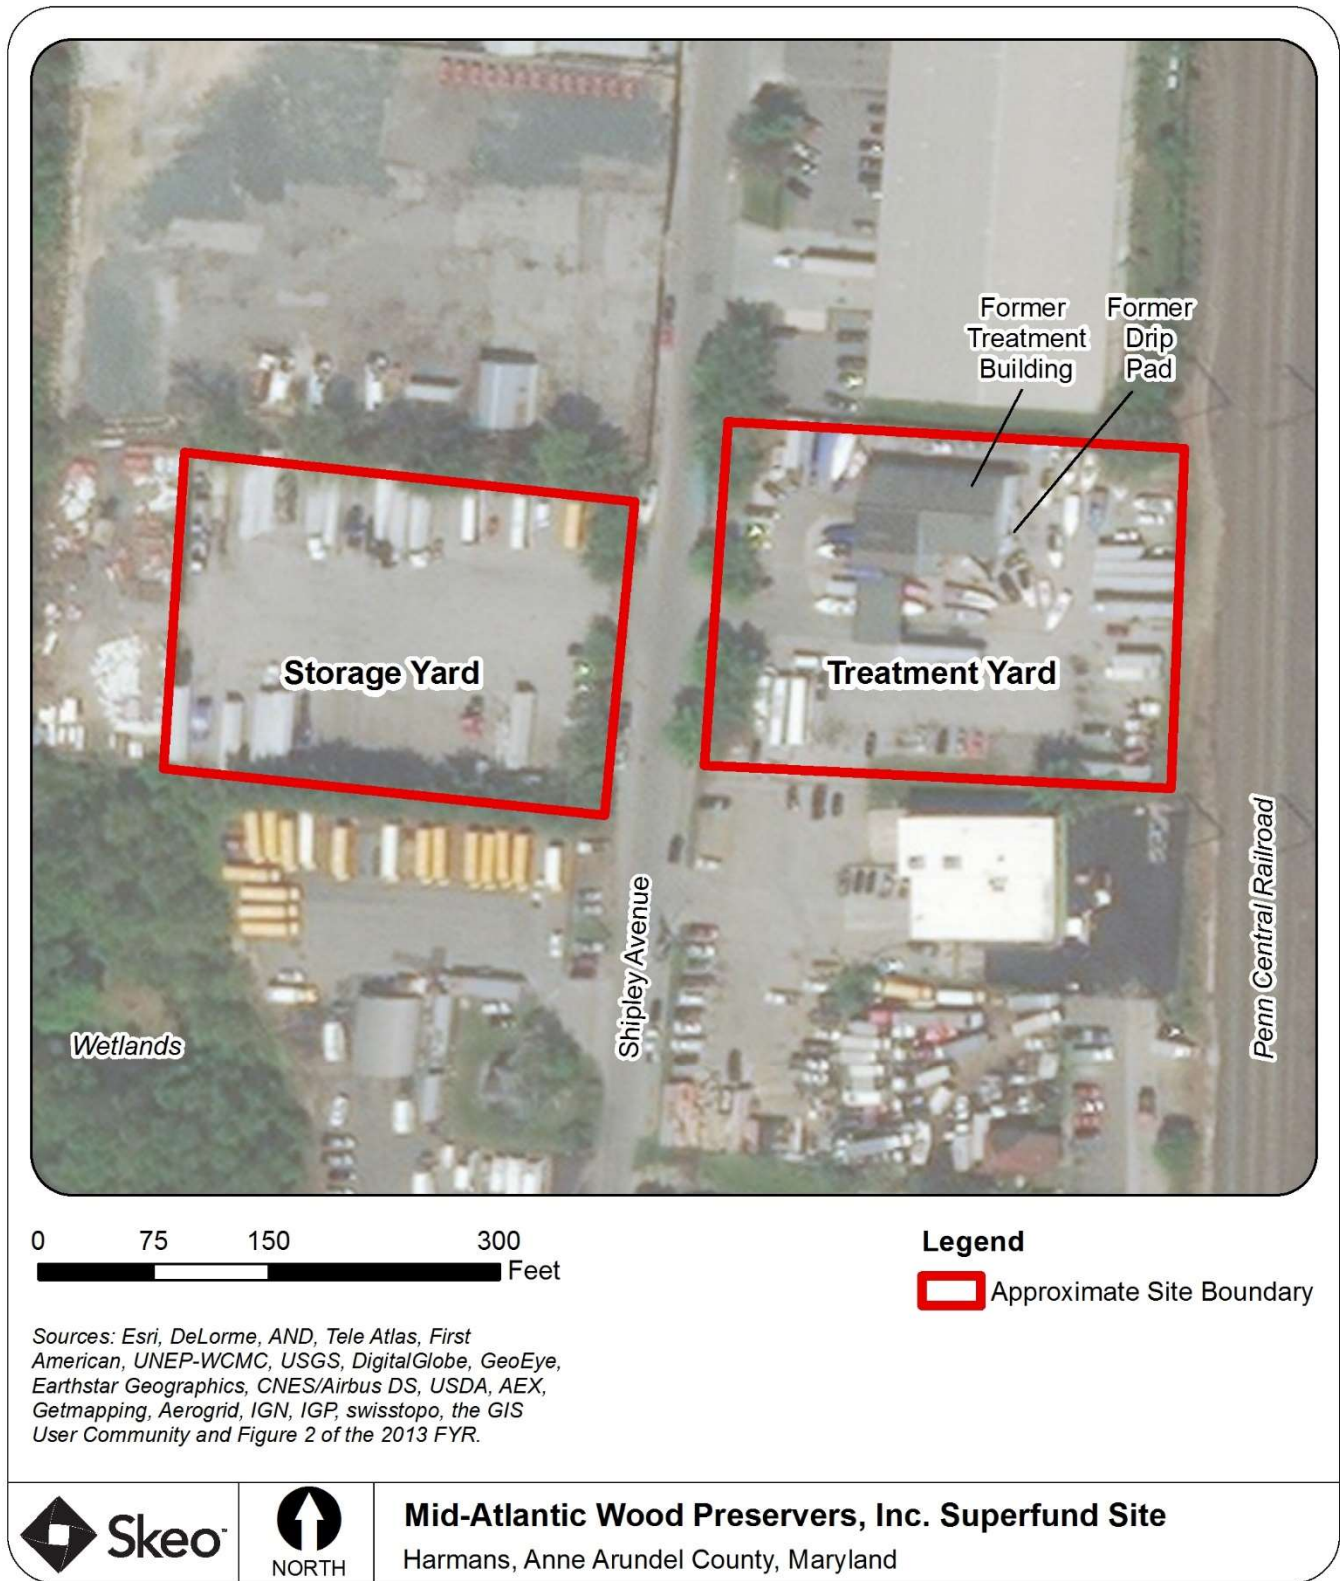 Former
Treatment
Building
Former
Drip
Pad
Storage Yard
Treatment Yard
Shipley Avenue
Penn Central Railroad
Wetlands
0 75 150 300
Feet
Legend
Approximate Site Boundary
Sources: Esri, DeLorme, AND, Tele Atlas, First
American, UNEP-WCMC, USGS, DigitalGlobe, GeoEye,
Earthstar Geographics, CNES/Airbus DS, USDA, AEX,
Getmapping, Aerogrid, IGN, IGP, swisstopo, the GIS
User Community and Figure 2 of the 2013 FYR.
Skeo
NORTH
Mid-Atlantic Wood Preservers, Inc. Superfund Site
Harmans, Anne Arundel County, Maryland